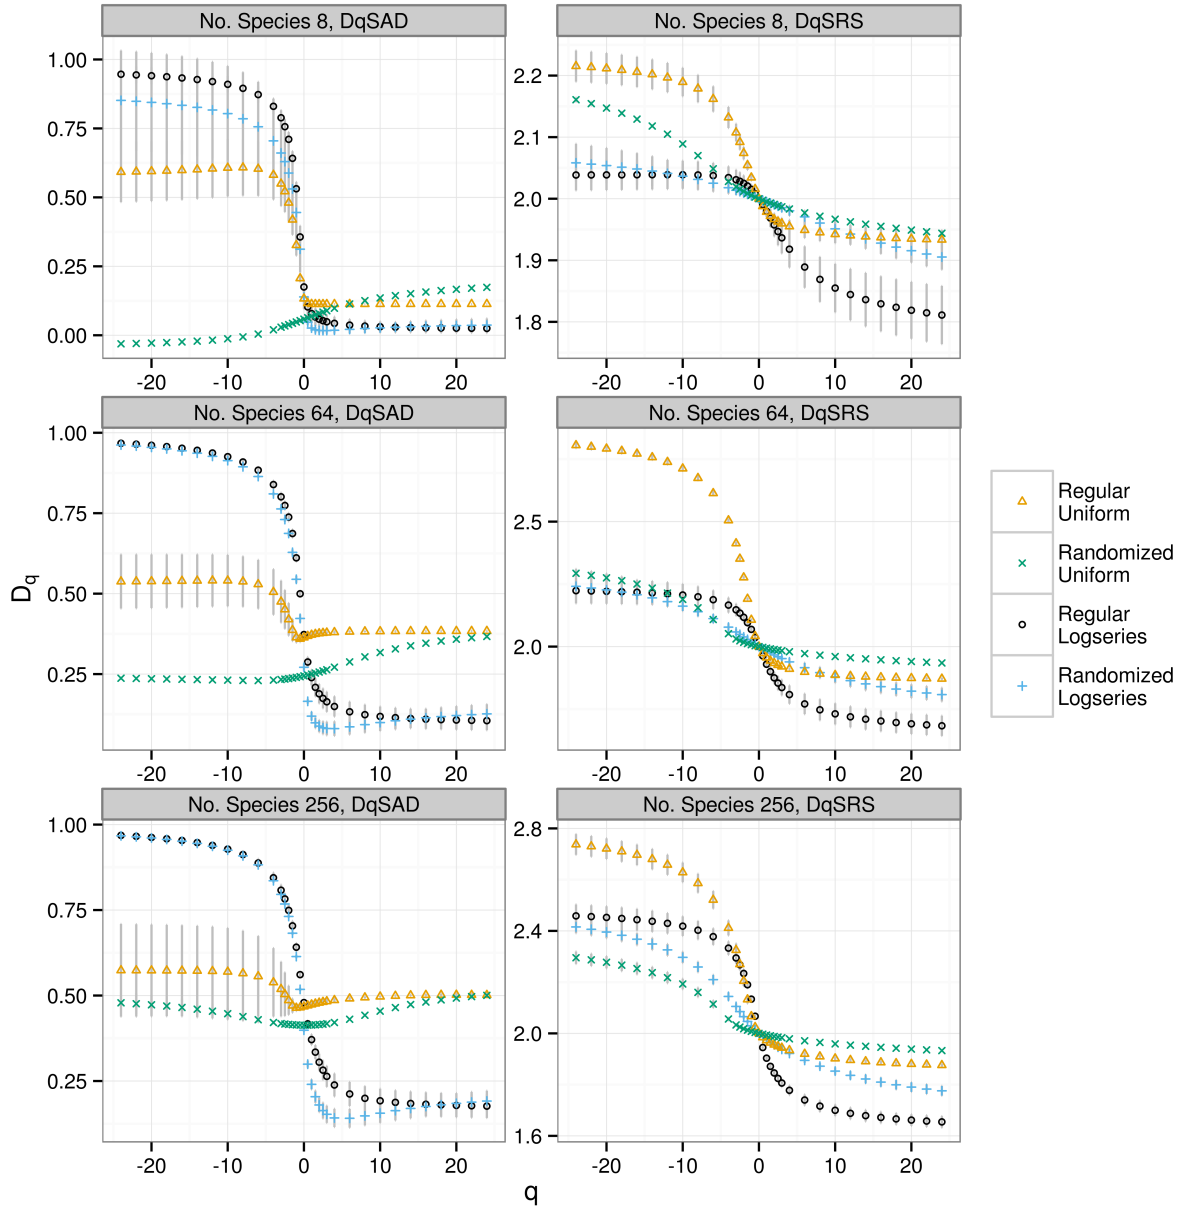 No. Species 8, DqSAD
No. Species 8, DqSRS
1.00
0.75
0.50
0.25
0.00
2.2
2.1
2.0
1.9
1.8
-20 -10 0 10 20
-20 -10 0 10 20
No. Species 64, DqSAD
No. Species 64, DqSRS
1.00
0.75
0.50
0.25
2.5
2.0
-20 -10 0 10 20
-20 -10 0 10 20
No. Species 256, DqSAD
No. Species 256, DqSRS
1.00
0.75
0.50
0.25
2.8
2.4
2.0
1.6
-20 -10 0 10 20
-20 -10 0 10 20
Dq
q
Regular
Uniform
Randomized
Uniform
Regular
Logseries
Randomized
Logseries